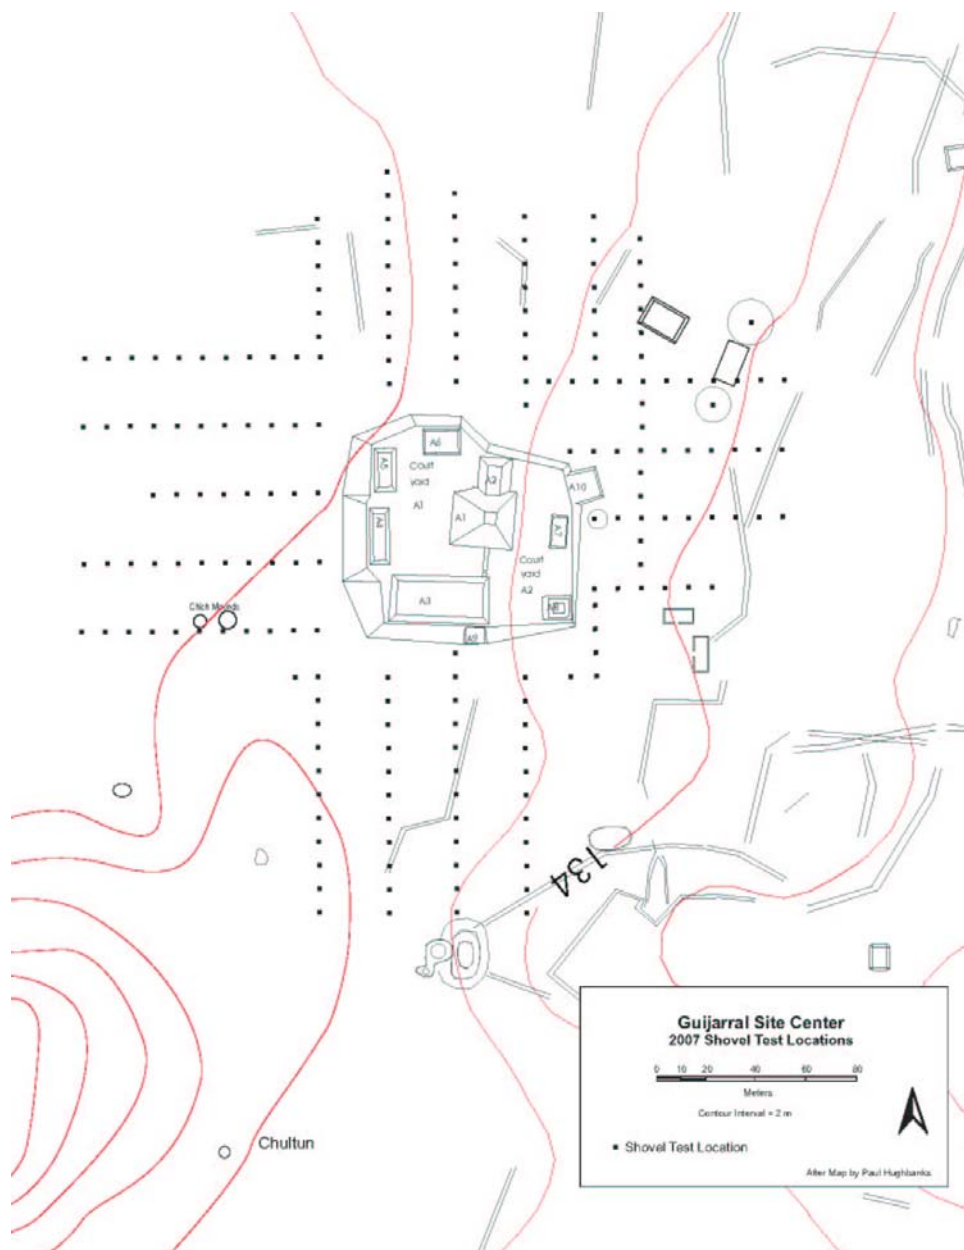 A6
A5
Court
yard
A1
A2
A10
A1
A4
A7
Court
yard
A2
A3
A8
A9
Chich Mounds
134
Chultun
Guijarral Site Center
2007 Shovel Test Locations
0 10 20 40 60 80
Meters
Contour Interval = 2 m
Shovel Test Location
After Map by Paul Hughbanks